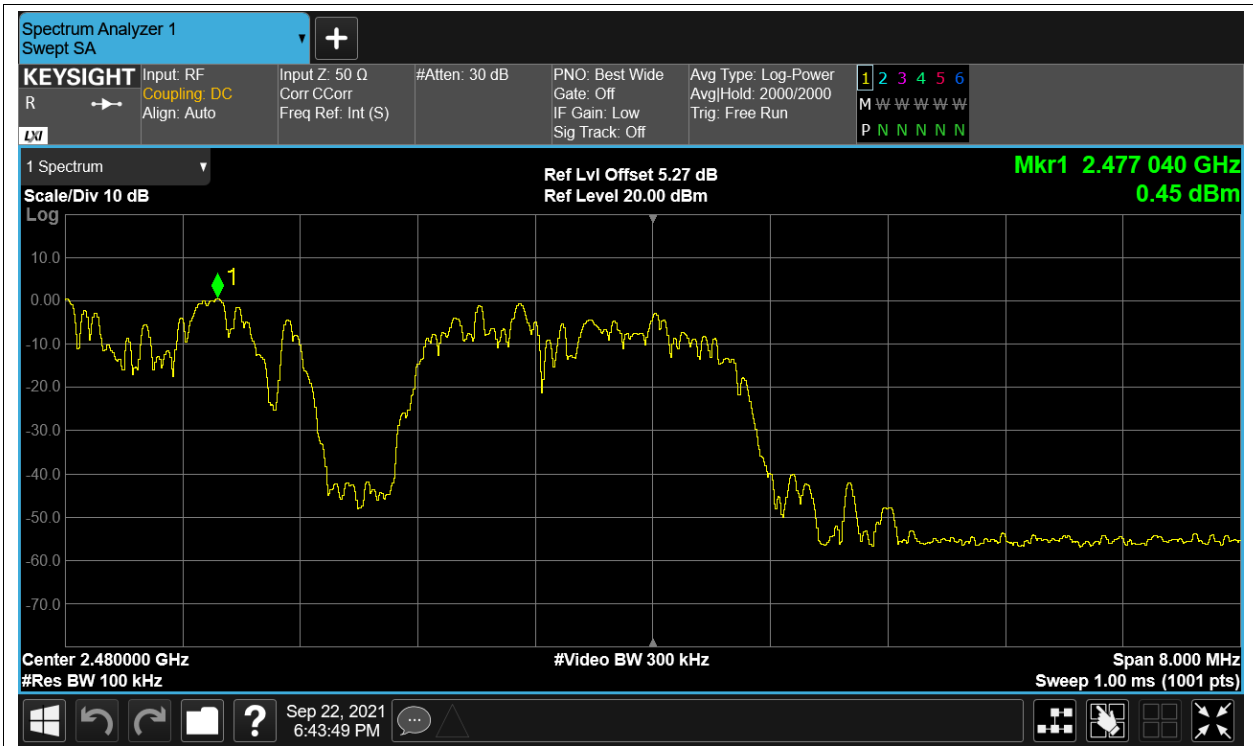 Spectrum Analyzer 1
Swept SA
KEYSIGHT
R
LXI
Input: RF
Coupling: DC
Align: Auto
Input Z: 50 Ω
Corr CCorr
Freq Ref: Int (S)
#Atten: 30 dB
PNO: Best Wide
Gate: Off
IF Gain: Low
Sig Track: Off
Avg Type: Log-Power
Avg|Hold: 2000/2000
Trig: Free Run
1 2 3 4 5 6
M W W W W W
P N N N N N
1 Spectrum
Scale/Div 10 dB
Log
Ref Lvl Offset 5.27 dB
Ref Level 20.00 dBm
Mkr1 2.477 040 GHz
0.45 dBm
1
10.0
0.00
-10.0
-20.0
-30.0
-40.0
-50.0
-60.0
-70.0
Center 2.480000 GHz
#Video BW 300 kHz
Span 8.000 MHz
#Res BW 100 kHz
Sweep 1.00 ms (1001 pts)
?
Sep 22, 2021
6:43:49 PM